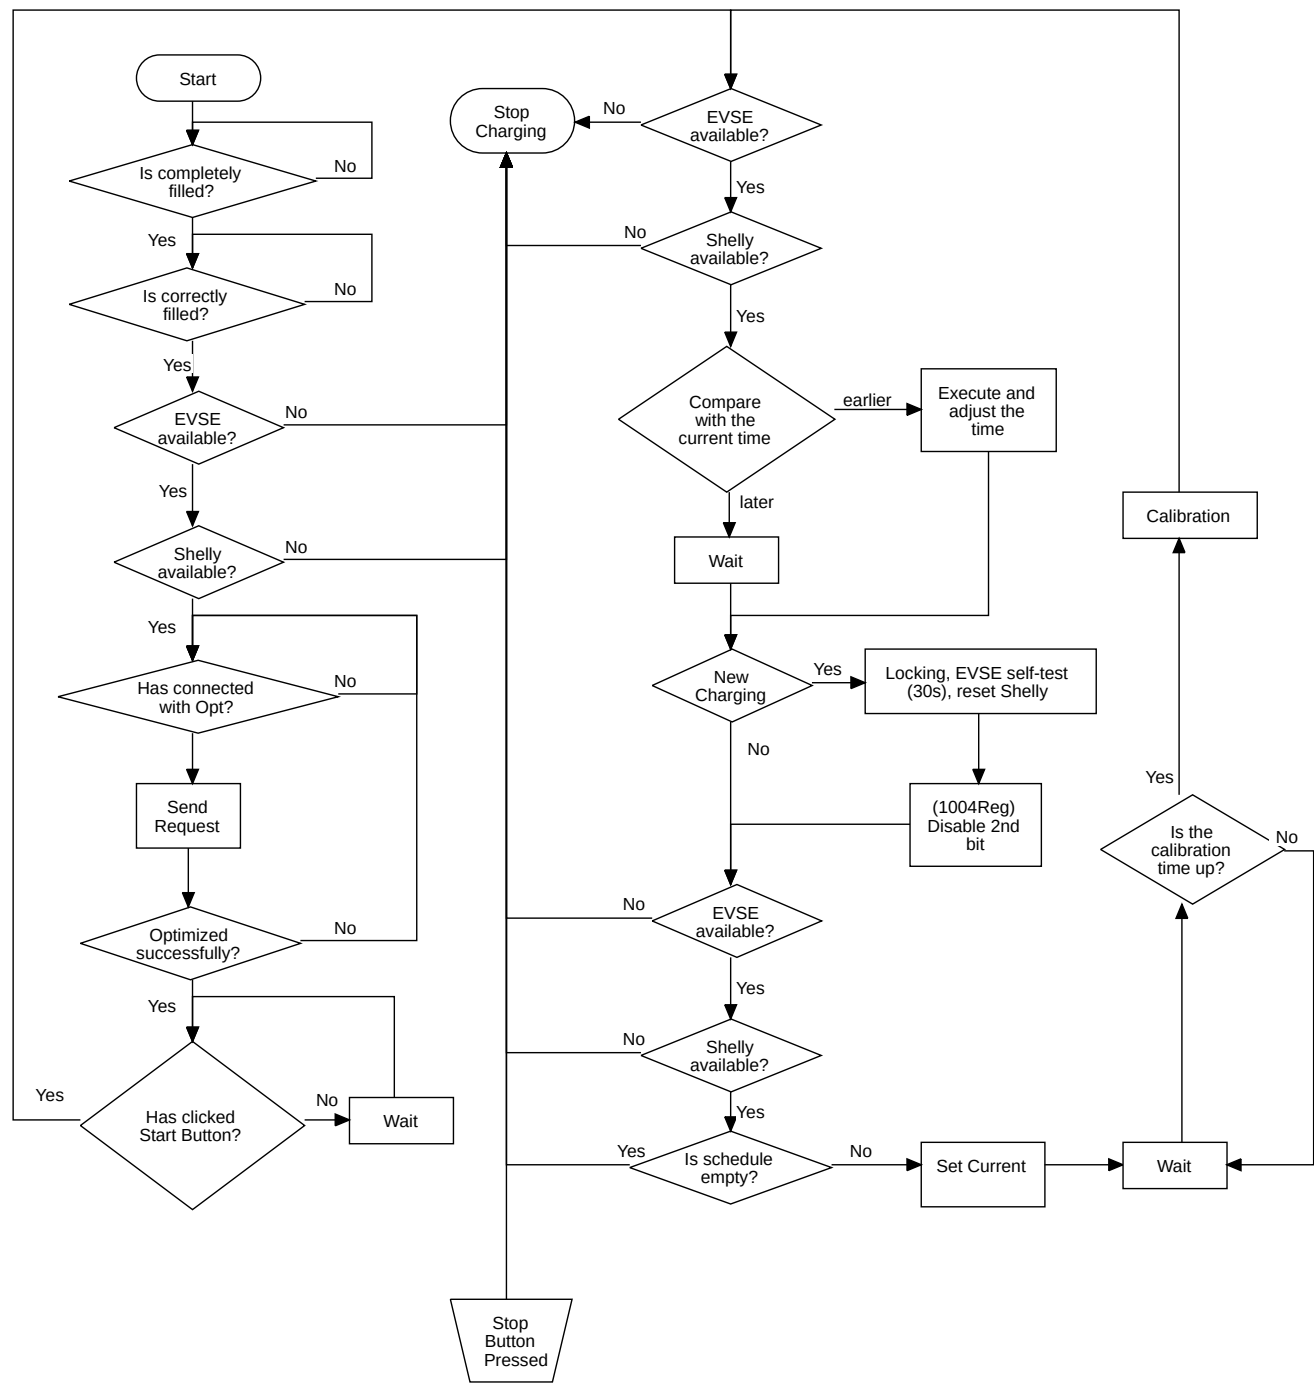 Start
Is completely
filled?
No
Yes
Is correctly
filled?
No
Yes
EVSE
available?
No
Yes
Shelly
available?
No
Yes
Has connected
with Opt?
No
Send
Request
Optimized
successfully?
No
Yes
Has clicked
Start Button?
Yes
No
Wait
Stop
Charging
No
EVSE
available?
Yes
No
Shelly
available?
Yes
Compare
with the
current time
earlier
Execute and
adjust the
time
later
Wait
New
Charging
Yes
Locking, EVSE self-test
(30s), reset Shelly
No
(1004Reg)
Disable 2nd
bit
No
EVSE
available?
Yes
No
Shelly
available?
Yes
Yes
Is schedule
empty?
No
Set Current
Wait
Is the
calibration
time up?
No
Yes
Calibration
Stop
Button
Pressed